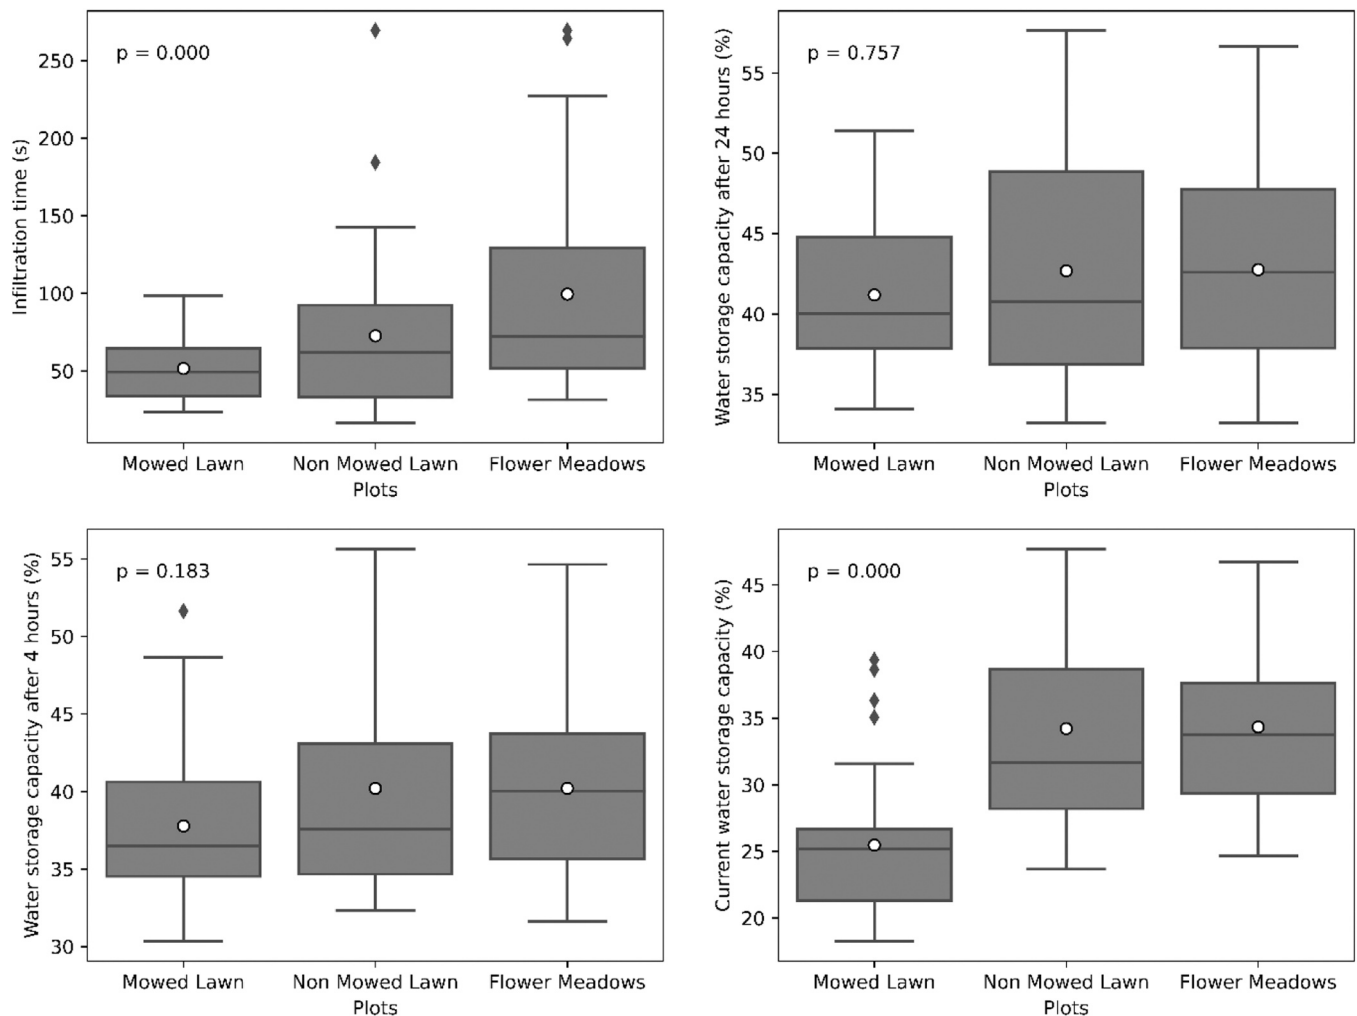 p = 0.000
Infiltration time (s)
250
200
150
100
50
Mowed Lawn
Non Mowed Lawn
Flower Meadows
Plots
p = 0.757
Water storage capacity after 24 hours (%)
55
50
45
40
35
Mowed Lawn
Non Mowed Lawn
Flower Meadows
Plots
p = 0.183
Water storage capacity after 4 hours (%)
55
50
45
40
35
30
Mowed Lawn
Non Mowed Lawn
Flower Meadows
Plots
p = 0.000
Current water storage capacity (%)
45
40
35
30
25
20
Mowed Lawn
Non Mowed Lawn
Flower Meadows
Plots